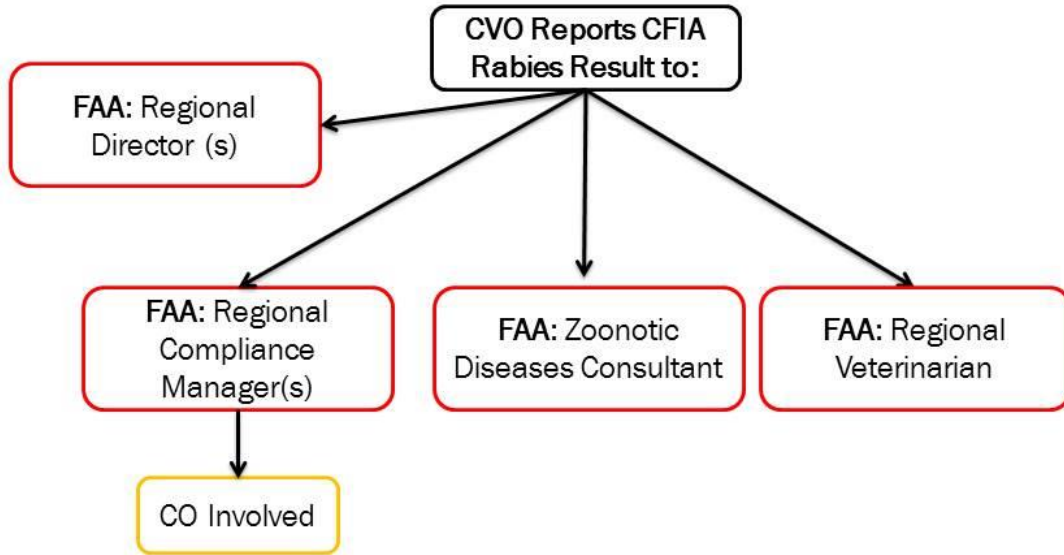 CVO Reports CFIA
Rabies Result to:
FAA: Regional
Director (s)
FAA: Regional
Compliance
Manager(s)
FAA: Zoonotic
Diseases Consultant
FAA: Regional
Veterinarian
CO Involved